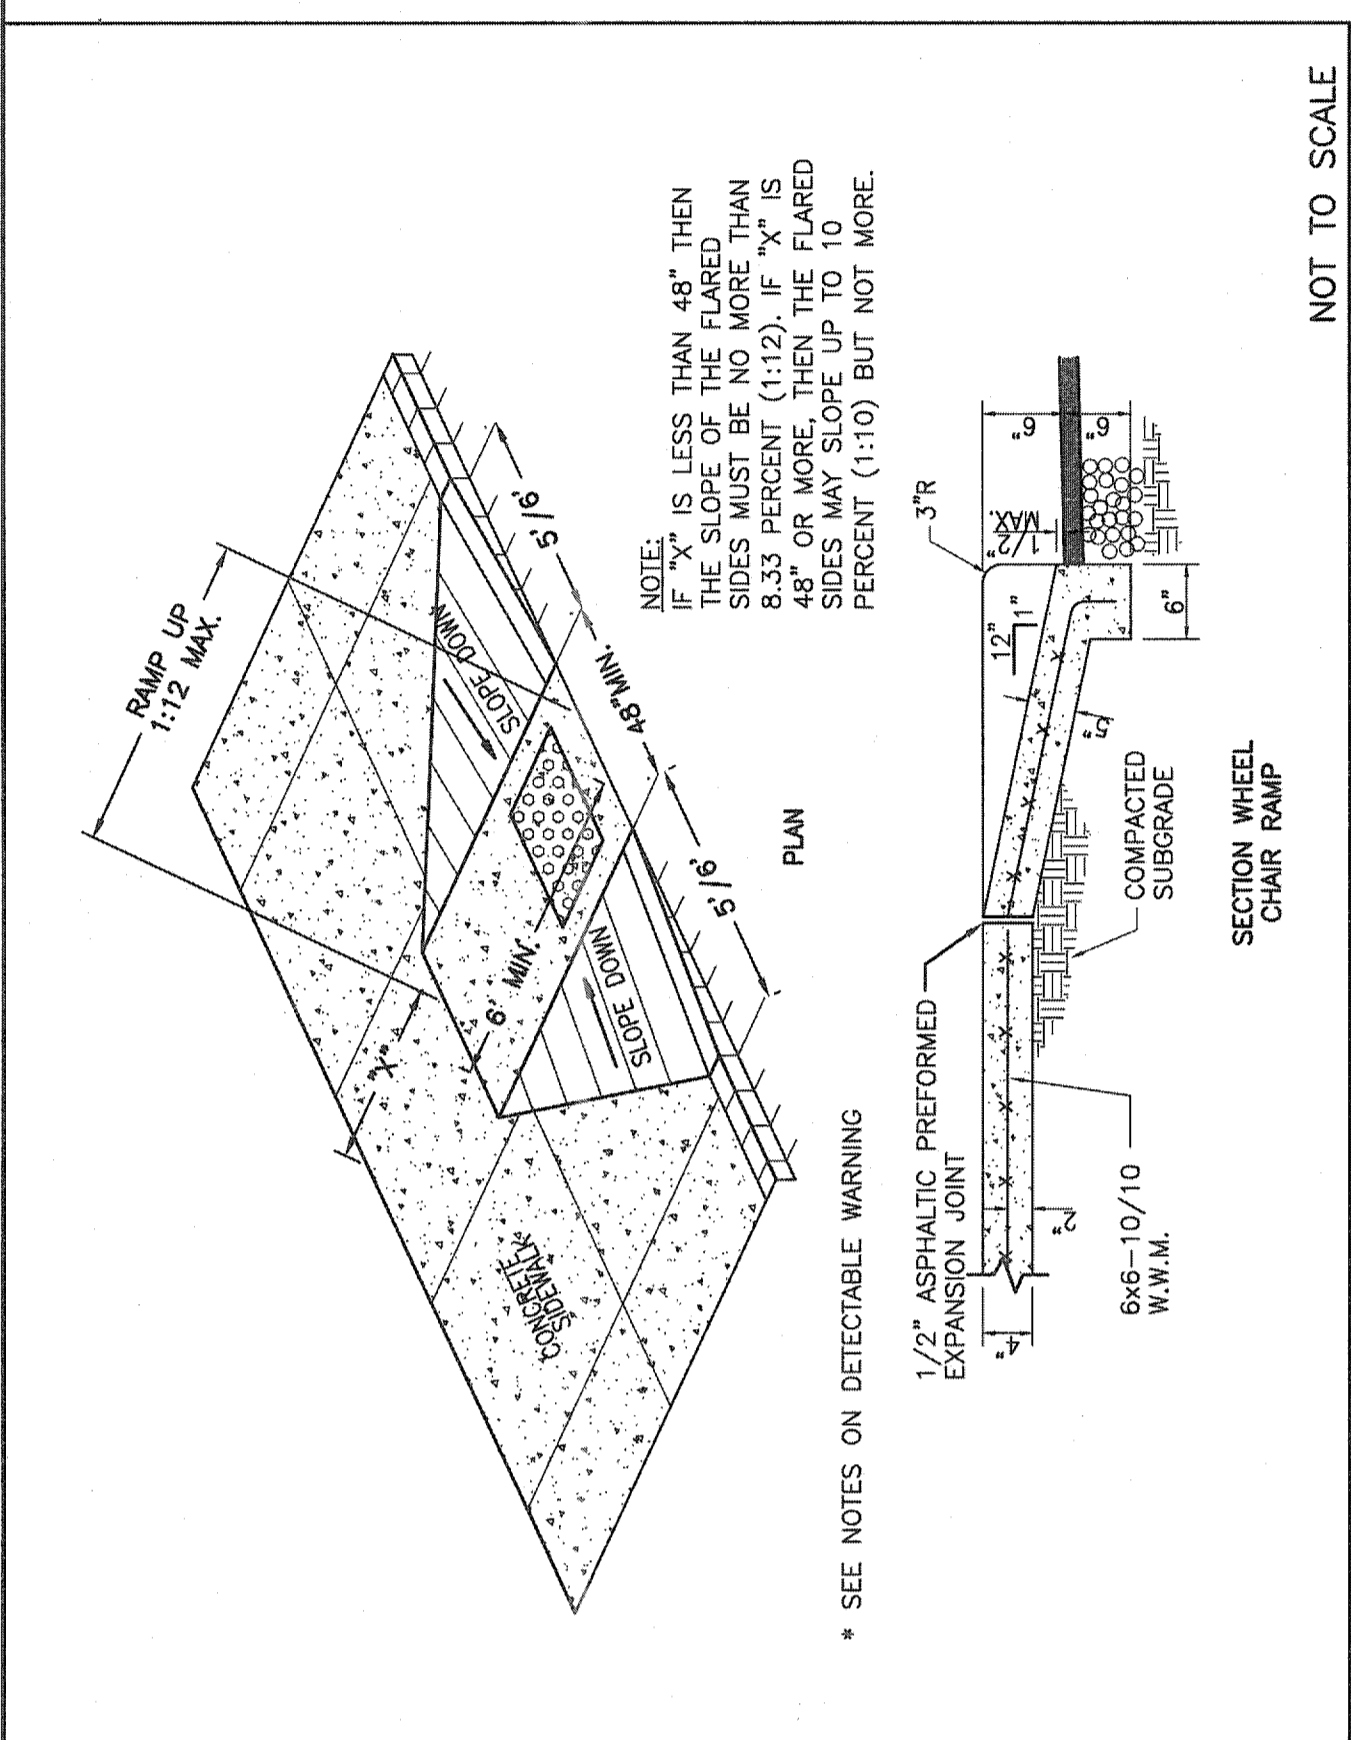 RAMP UP
1:12 MAX.
"X"
SLOPE DOWN
6' MIN.
SLOPE DOWN
CONCRETE
SIDEWALK
5'/6'
48" MIN.
5'/6'
PLAN
NOTE:
IF "X" IS LESS THAN 48" THEN
THE SLOPE OF THE FLARED
SIDES MUST BE NO MORE THAN
8.33 PERCENT (1:12). IF "X" IS
48" OR MORE, THEN THE FLARED
SIDES MAY SLOPE UP TO 10
PERCENT (1:10) BUT NOT MORE.
* SEE NOTES ON DETECTABLE WARNING
1/2" ASPHALTIC PREFORMED
EXPANSION JOINT
3"R
12"
1"
1/2"
MAX.
6"
6"
6"
5"
4"
2"
COMPACTED
SUBGRADE
6x6-10/10
W.W.M.
SECTION WHEEL
CHAIR RAMP
NOT TO SCALE